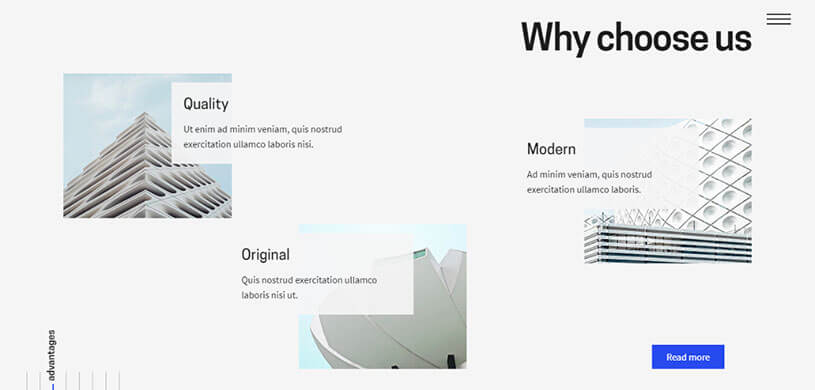 Why choose us
Quality
Ut enim ad minim veniam, quis nostrud
exercitation ullamco laboris nisi.
Modern
Ad minim veniam, quis nostrud
exercitation ullamco laboris.
Original
Quis nostrud exercitation ullamco
laboris nisi ut.
advantages
Read more